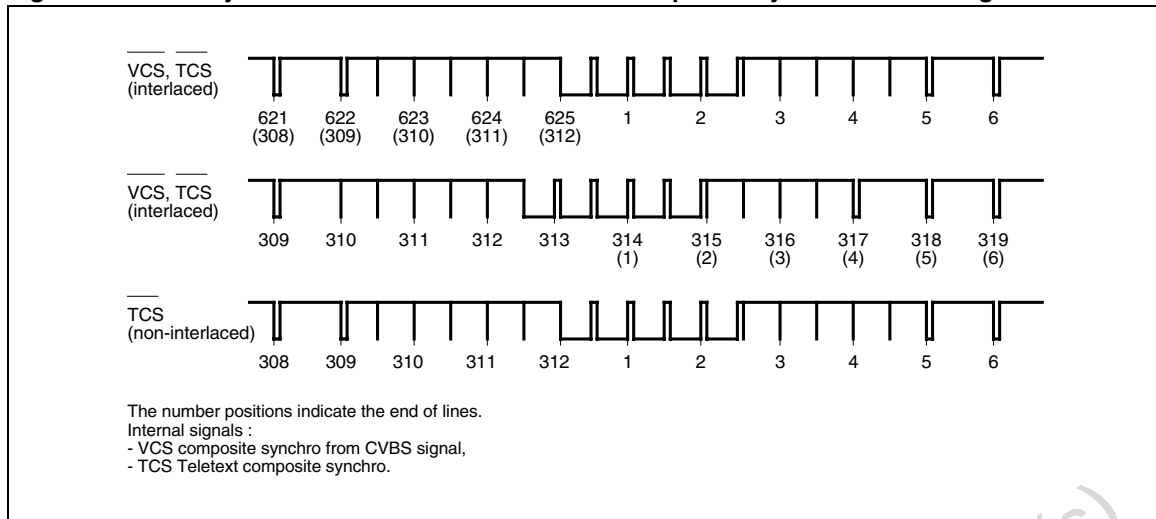 VCS, TCS
(interlaced)
621 622 623 624 625 1 2 3 4 5 6
(308) (309) (310) (311) (312)
VCS, TCS
(interlaced)
309 310 311 312 313 314 315 316 317 318 319
(1) (2) (3) (4) (5) (6)
TCS
(non-interlaced)
308 309 310 311 312 1 2 3 4 5 6
The number positions indicate the end of lines.
Internal signals :
- VCS composite synchro from CVBS signal,
- TCS Teletext composite synchro.